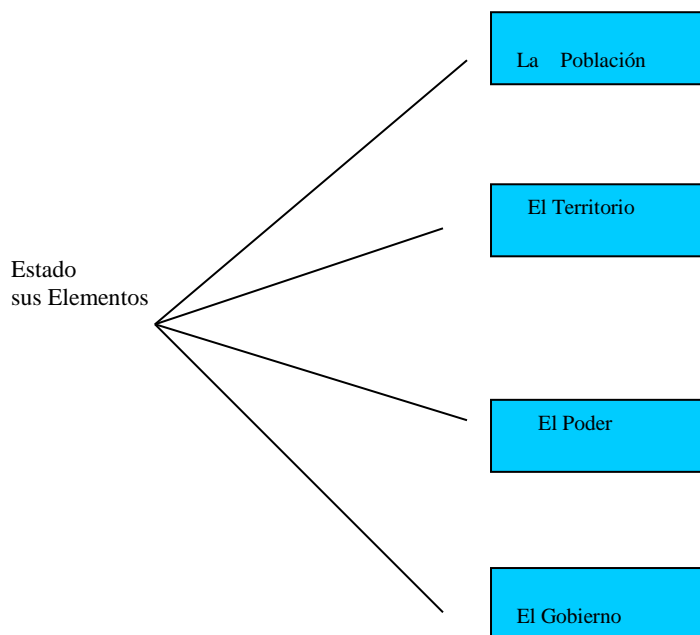 La Población
El Territorio
Estado
sus Elementos
El Poder
El Gobierno